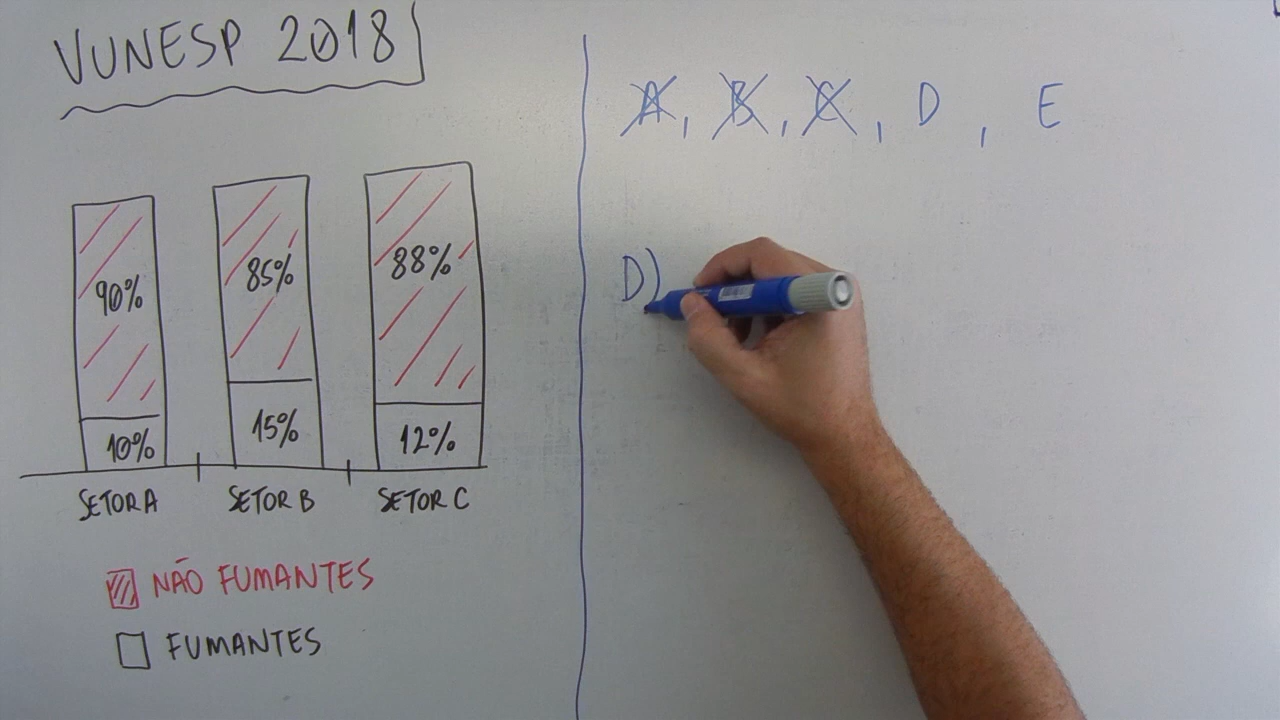 VUNESP 2018
90% 85% 88%
10% 15% 12%
SETOR A SETOR B SETOR C
NÃO FUMANTES
FUMANTES
A, B, C, D, E
D)